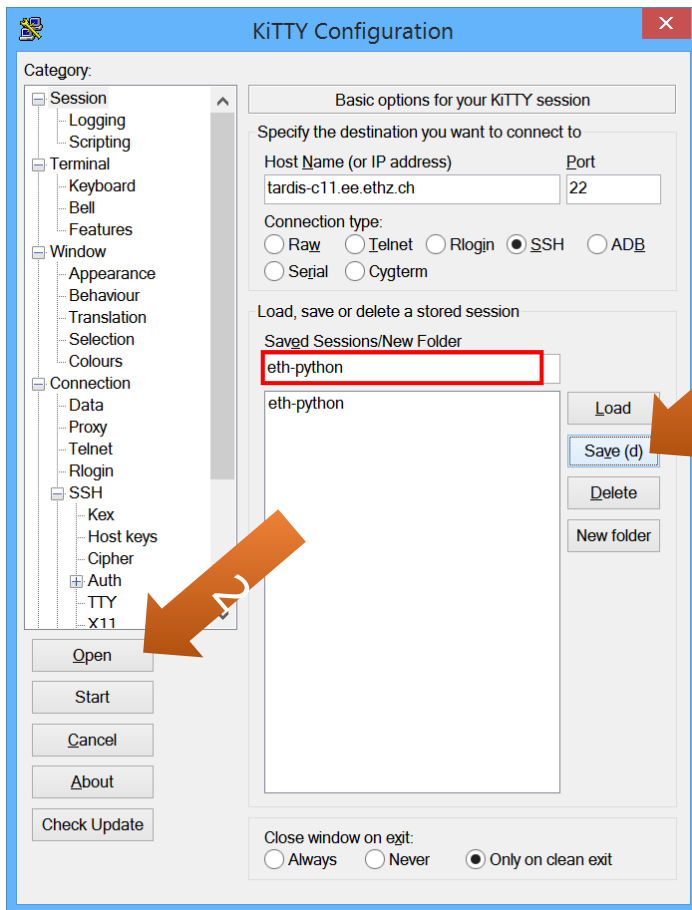 KiTTY Configuration
Category:
Session
Logging
Scripting
Terminal
Keyboard
Bell
Features
Window
Appearance
Behaviour
Translation
Selection
Colours
Connection
Data
Proxy
Telnet
Rlogin
SSH
Kex
Host keys
Cipher
Auth
TTY
X11
Open
Start
Cancel
About
Check Update
Basic options for your KiTTY session
Specify the destination you want to connect to
Host Name (or IP address) Port
tardis-c11.ee.ethz.ch 22
Connection type:
Raw Telnet Rlogin SSH ADB
Serial Cygterm
Load, save or delete a stored session
Saved Sessions/New Folder
eth-python
eth-python
Load
Save (d)
Delete
New folder
Close window on exit:
Always Never Only on clean exit
2